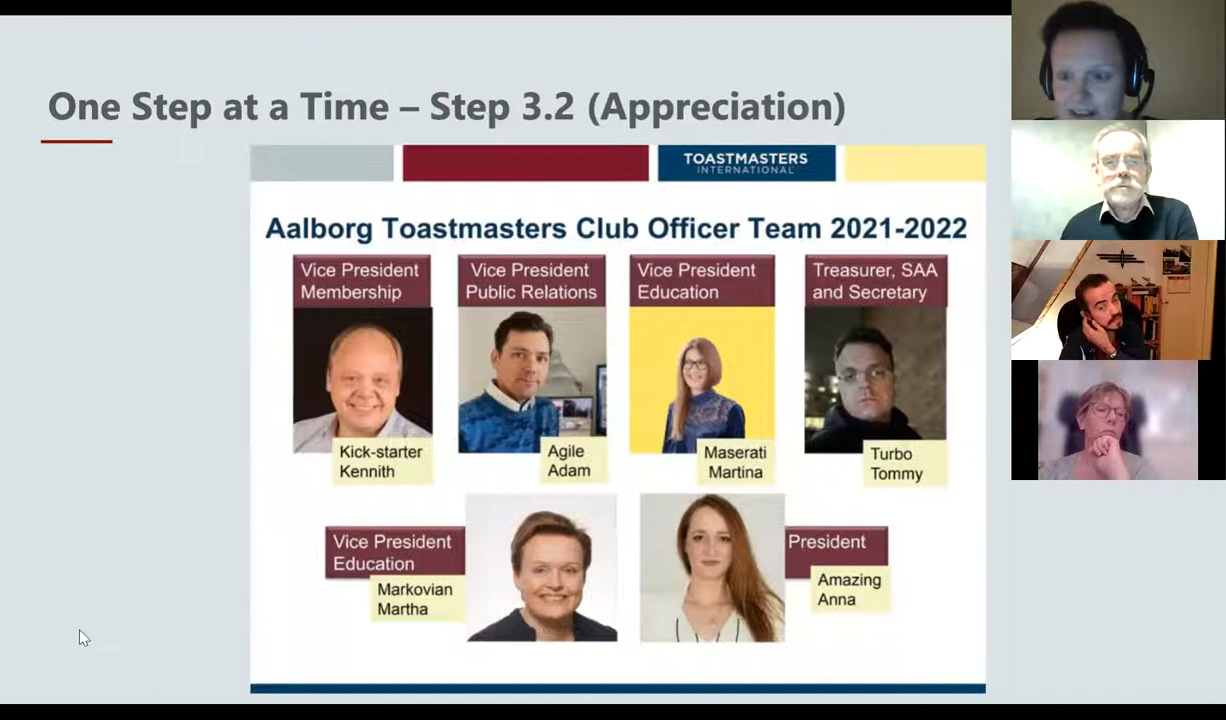 One Step at a Time – Step 3.2 (Appreciation)
TOASTMASTERS
INTERNATIONAL
Aalborg Toastmasters Club Officer Team 2021-2022
Vice President
Membership
Vice President
Public Relations
Vice President
Education
Treasurer, SAA
and Secretary
Kick-starter
Kennith
Agile
Adam
Maserati
Martina
Turbo
Tommy
Vice President
Education
Markovian
Martha
President
Amazing
Anna